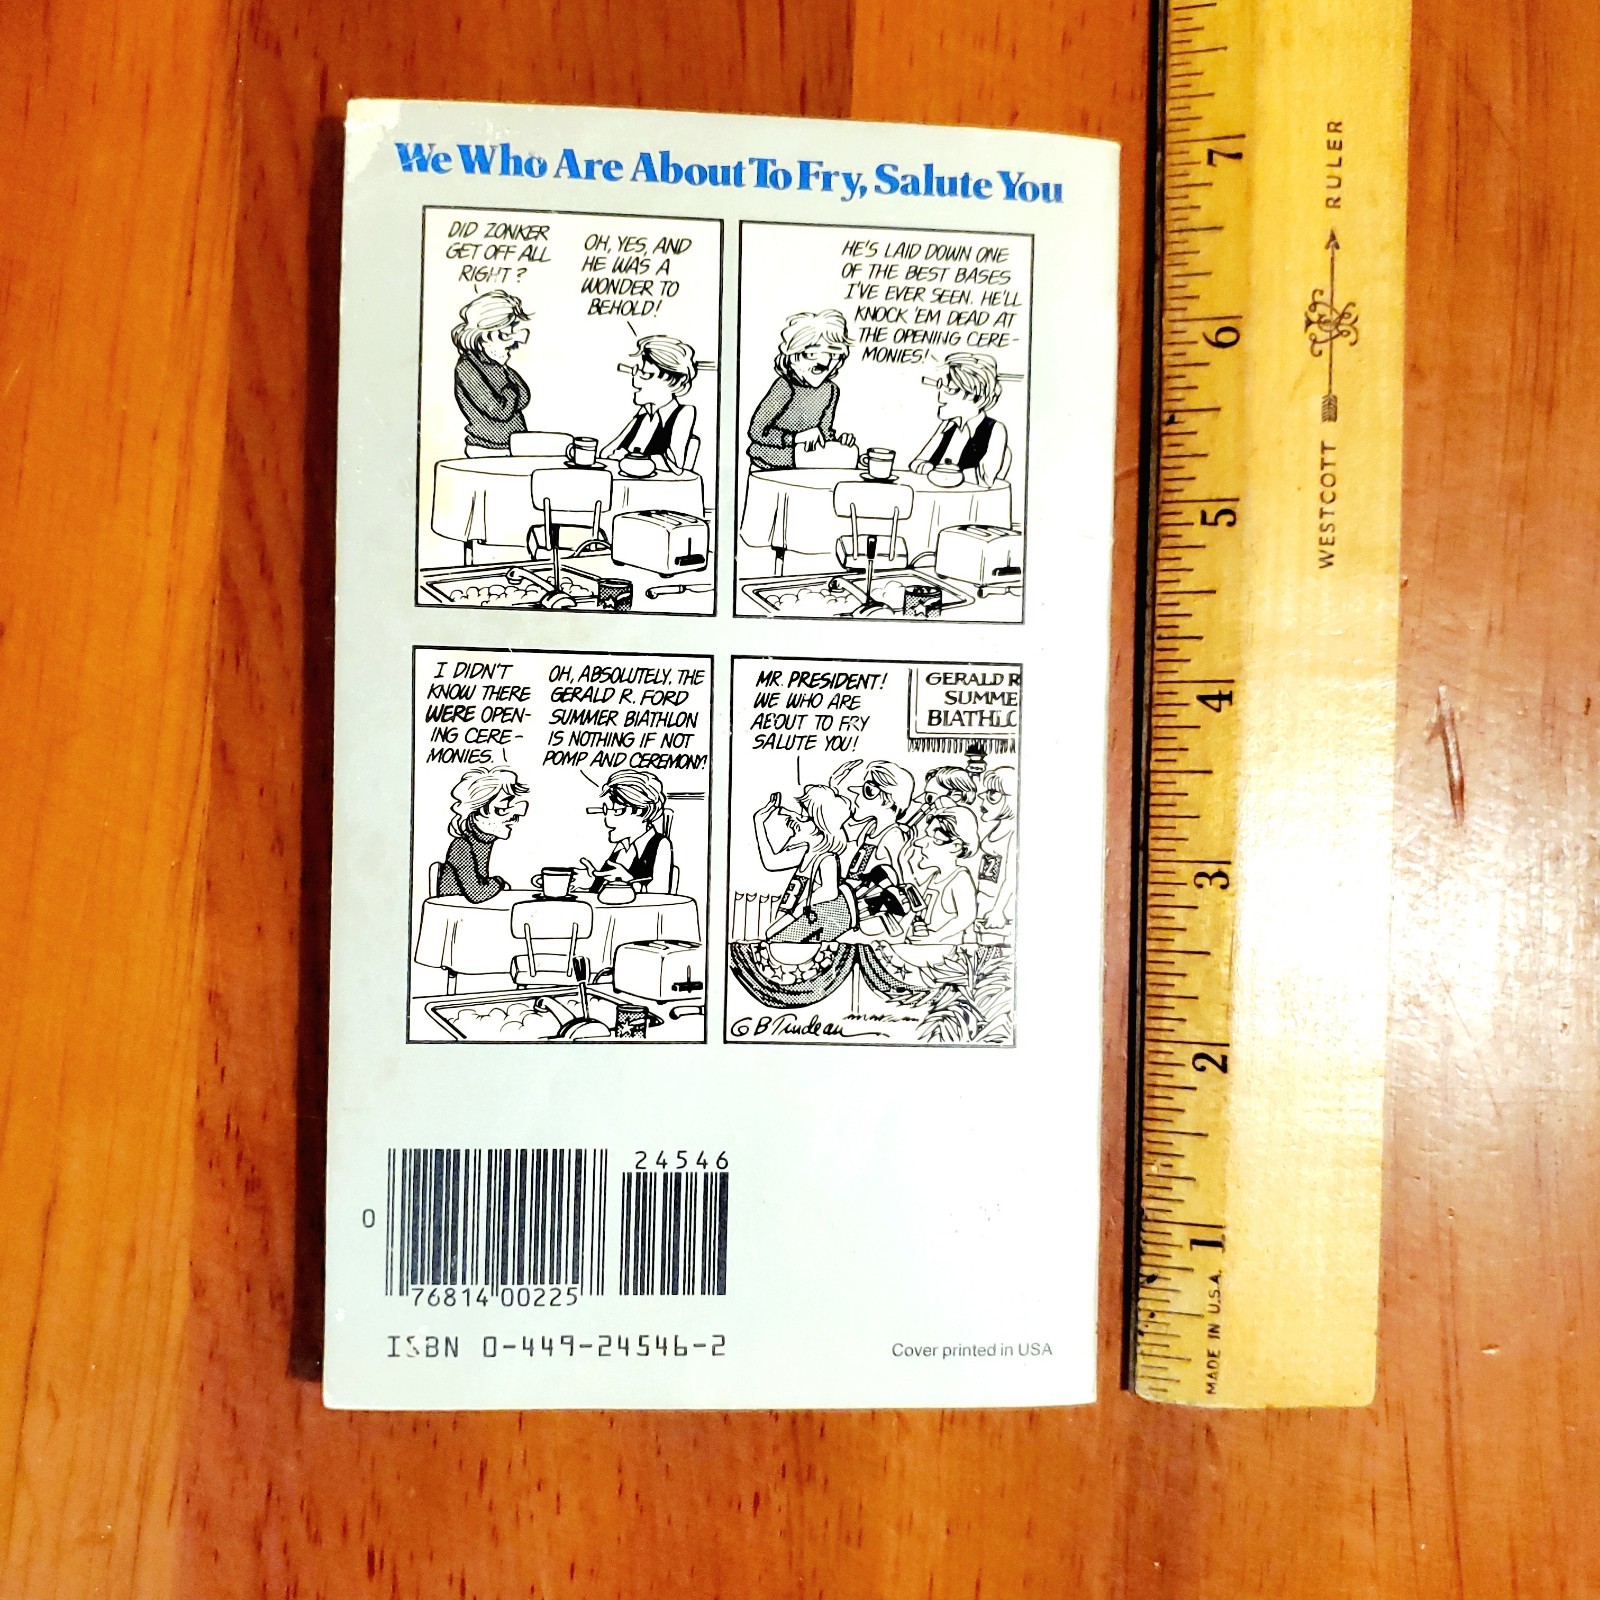 We Who Are About To Fry, Salute You
DID ZONKER
GET OFF ALL
RIGHT?
OH, YES, AND
HE WAS A
WONDER TO
BEHOLD!
HE'S LAID DOWN ONE
OF THE BEST BASES
I'VE EVER SEEN. HE'LL
KNOCK 'EM DEAD AT
THE OPENING CERE-
MONIES!
I DIDN'T
KNOW THERE
WERE OPEN-
ING CERE-
MONIES.
OH, ABSOLUTELY. THE
GERALD R. FORD
SUMMER BIATHLON
IS NOTHING IF NOT
POMP AND CEREMONY!
MR. PRESIDENT!
WE WHO ARE
ABOUT TO FRY
SALUTE YOU!
GERALD R
SUMME
BIATHLO
GBTrudeau
24546
0
76814 00225
ISBN 0-449-24546-2
Cover printed in USA
7
6
5
4
3
2
1
WESTCOTT RULER
MADE IN U.S.A.